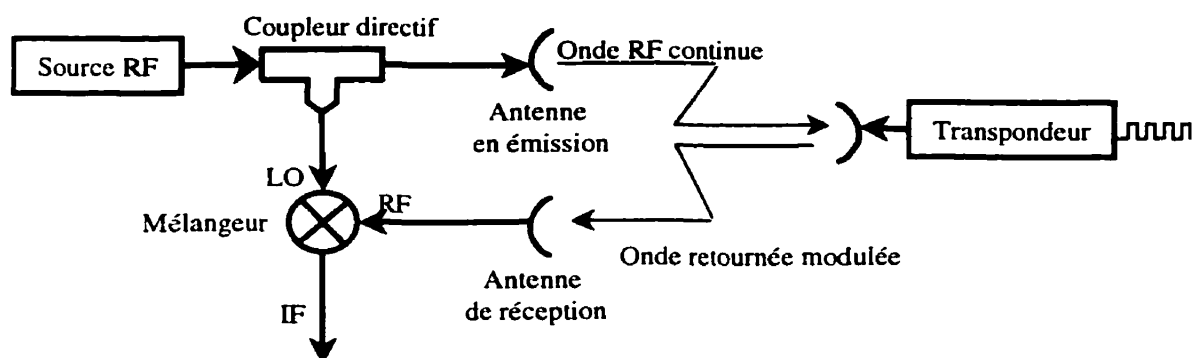 Coupleur directif
Source RF
Onde RF continue
Antenne
en émission
Transpondeur
LO
RF
Mélangeur
Onde retournée modulée
Antenne
de réception
IF